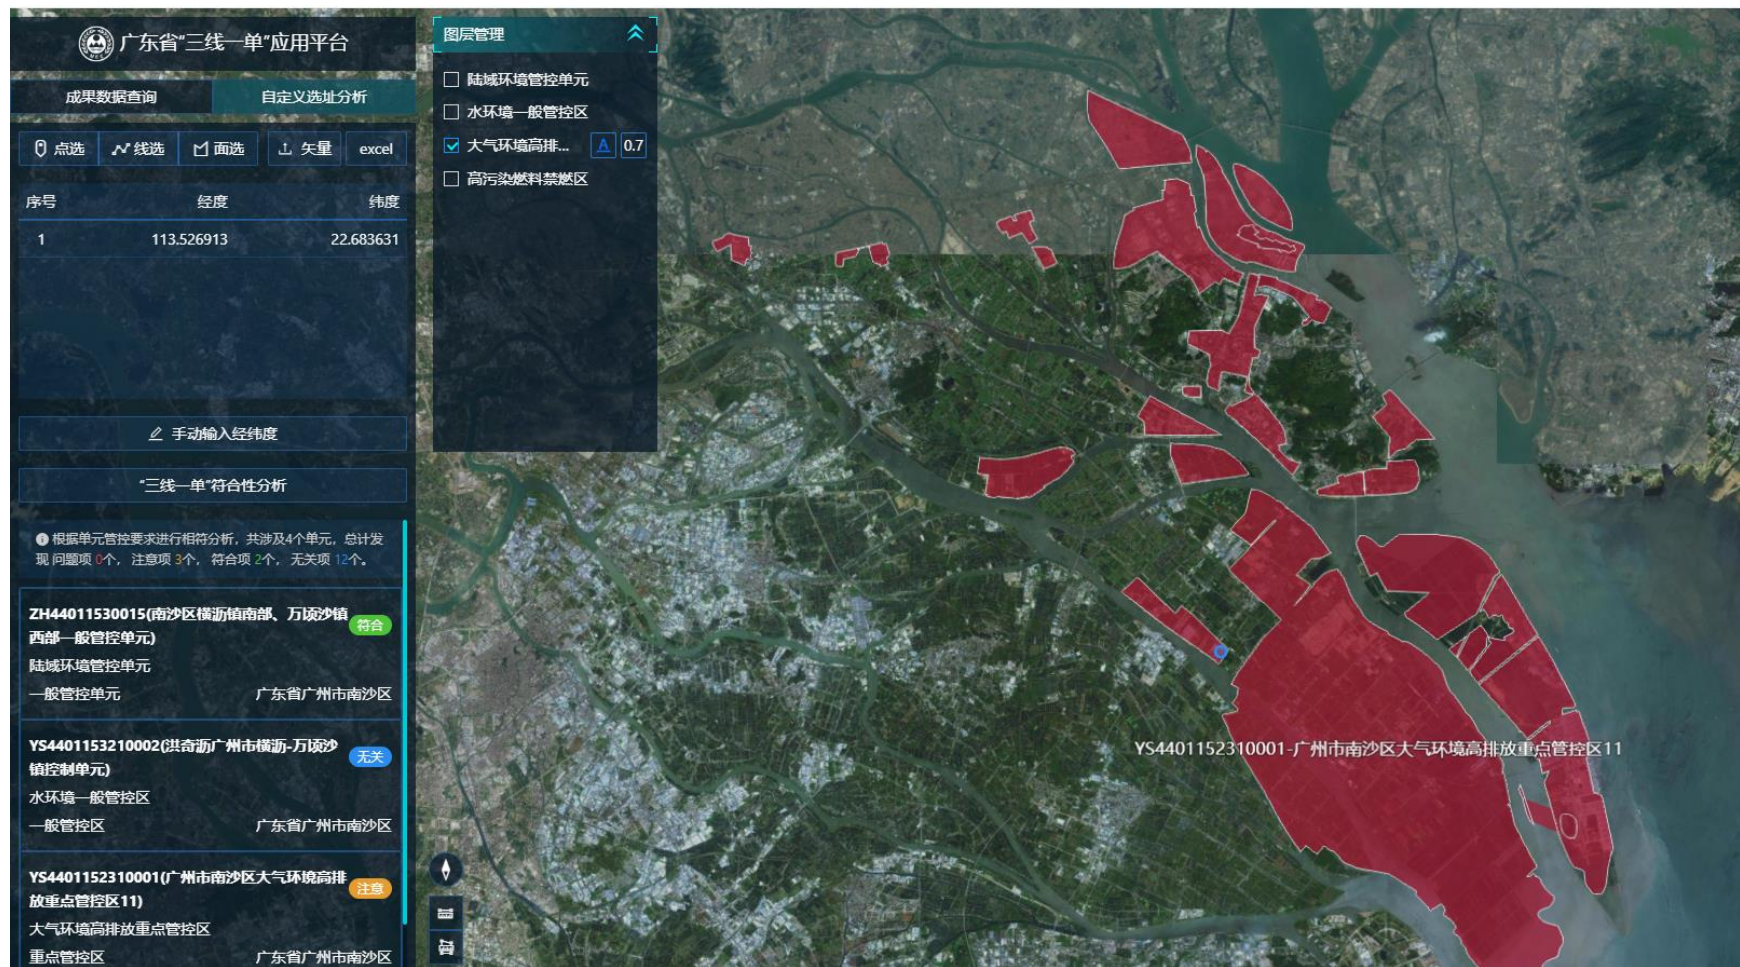 广东省“三线一单”应用平台
成果数据查询
自定义选址分析
点选
线选
面选
矢量
excel
序号 经度 纬度
1 113.526913 22.683631
手动输入经纬度
“三线一单”符合性分析
根据单元管控要求进行相符分析，共涉及4个单元，总计发
现 问题项 0个，注意项 3个，符合项 2个，无关项 12个。
ZH44011530015(南沙区横沥镇南部、万顷沙镇
西部一般管控单元)
符合
陆域环境管控单元
一般管控单元 广东省广州市南沙区
YS4401153210002(洪奇沥广州市横沥-万顷沙
镇控制单元)
无关
水环境一般管控区
一般管控区 广东省广州市南沙区
YS4401152310001(广州市南沙区大气环境高排
放重点管控区11)
注意
大气环境高排放重点管控区
重点管控区 广东省广州市南沙区
图层管理
陆域环境管控单元
水环境一般管控区
大气环境高排... A 0.7
高污染燃料禁燃区
YS4401152310001-广州市南沙区大气环境高排放重点管控区11